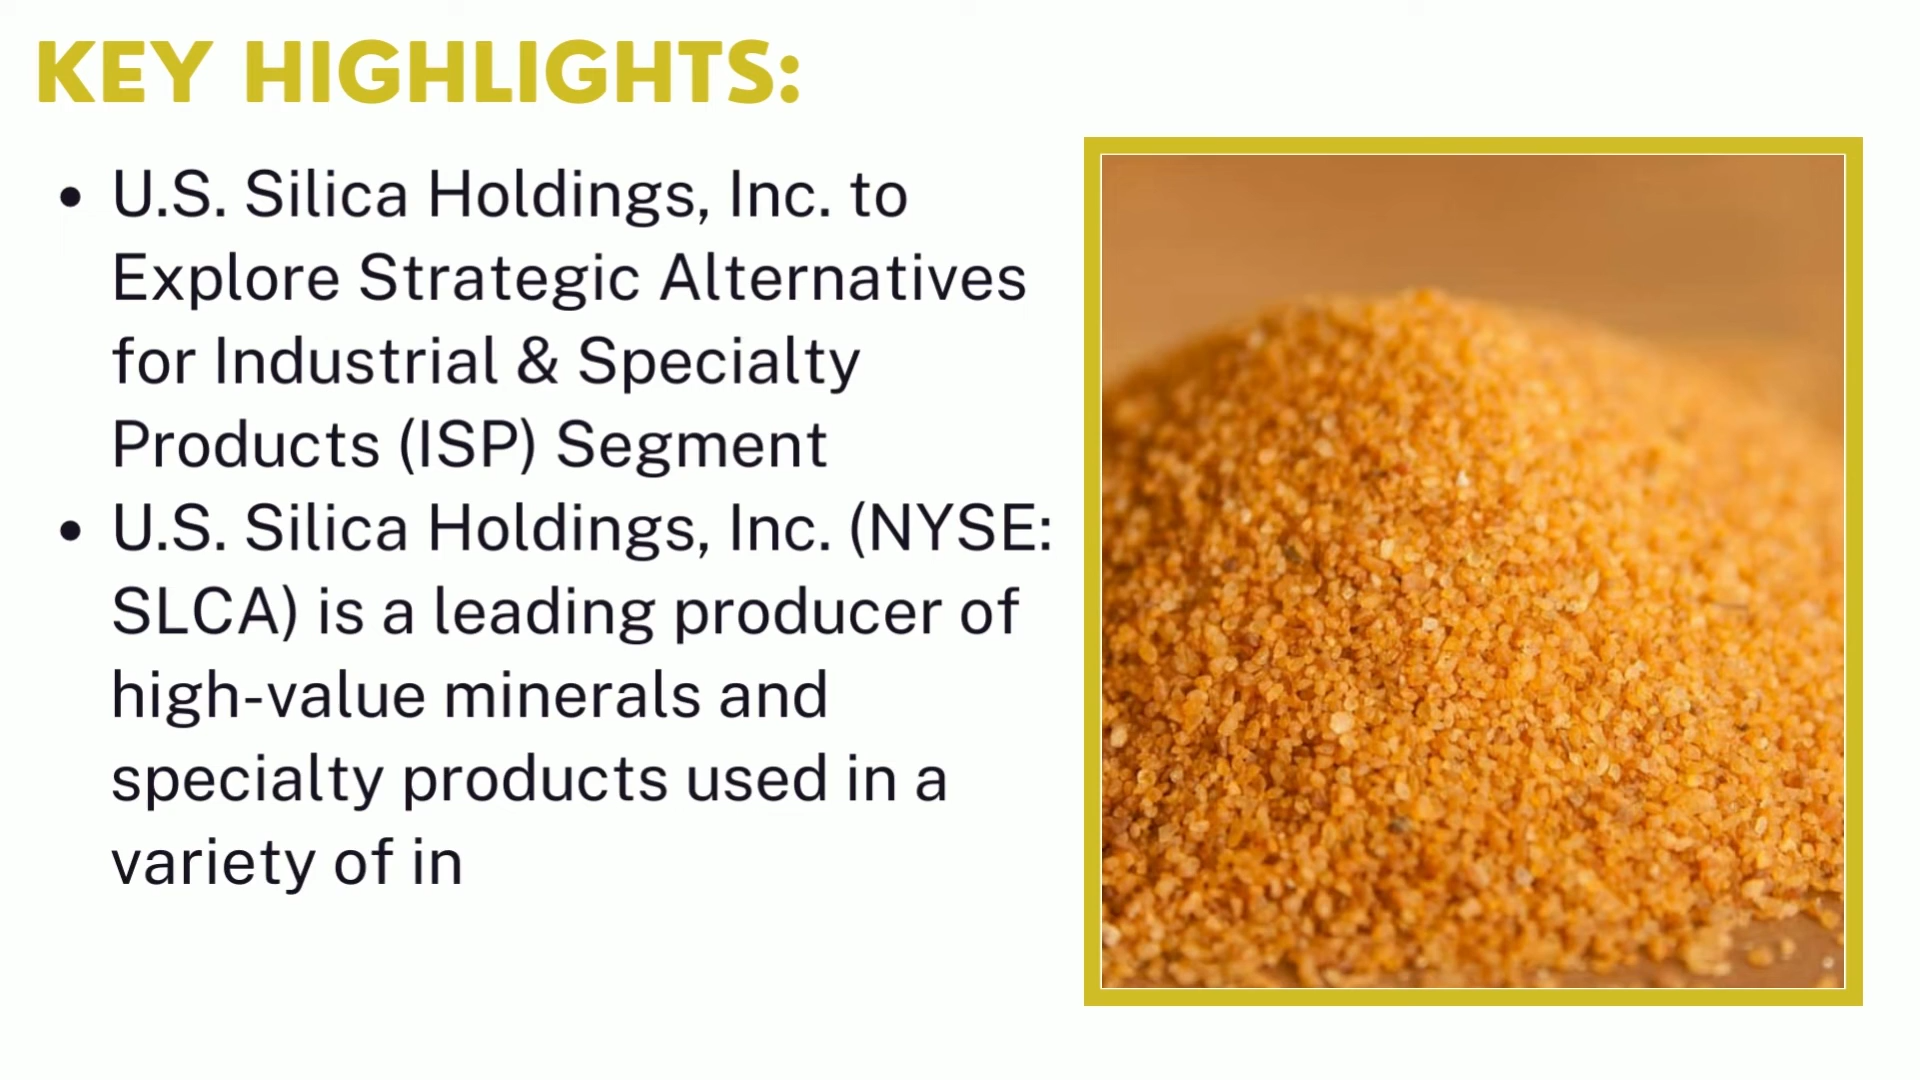 KEY HIGHLIGHTS:
• U.S. Silica Holdings, Inc. to
Explore Strategic Alternatives
for Industrial & Specialty
Products (ISP) Segment
• U.S. Silica Holdings, Inc. (NYSE:
SLCA) is a leading producer of
high-value minerals and
specialty products used in a
variety of in